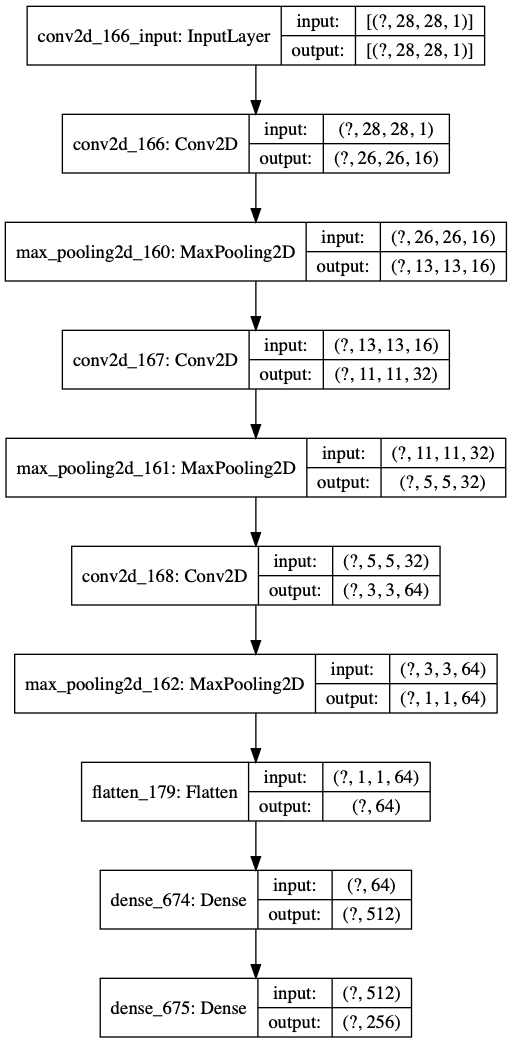 conv2d_166_input: InputLayer
input: [(?, 28, 28, 1)]
output: [(?, 28, 28, 1)]
conv2d_166: Conv2D
input: (?, 28, 28, 1)
output: (?, 26, 26, 16)
max_pooling2d_160: MaxPooling2D
input: (?, 26, 26, 16)
output: (?, 13, 13, 16)
conv2d_167: Conv2D
input: (?, 13, 13, 16)
output: (?, 11, 11, 32)
max_pooling2d_161: MaxPooling2D
input: (?, 11, 11, 32)
output: (?, 5, 5, 32)
conv2d_168: Conv2D
input: (?, 5, 5, 32)
output: (?, 3, 3, 64)
max_pooling2d_162: MaxPooling2D
input: (?, 3, 3, 64)
output: (?, 1, 1, 64)
flatten_179: Flatten
input: (?, 1, 1, 64)
output: (?, 64)
dense_674: Dense
input: (?, 64)
output: (?, 512)
dense_675: Dense
input: (?, 512)
output: (?, 256)